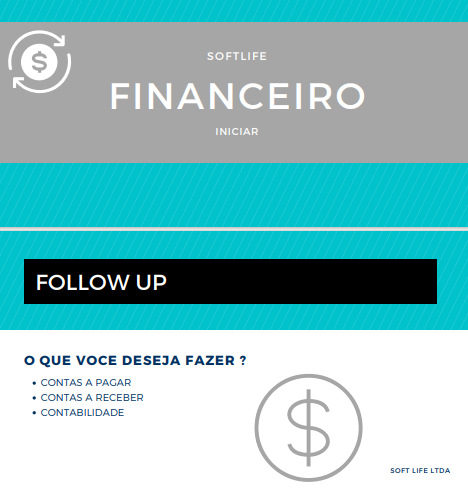 SOFTLIFE
FINANCEIRO
INICIAR
FOLLOW UP
O QUE VOCE DESEJA FAZER ?
• CONTAS A PAGAR
• CONTAS A RECEBER
• CONTABILIDADE
SOFT LIFE LTDA